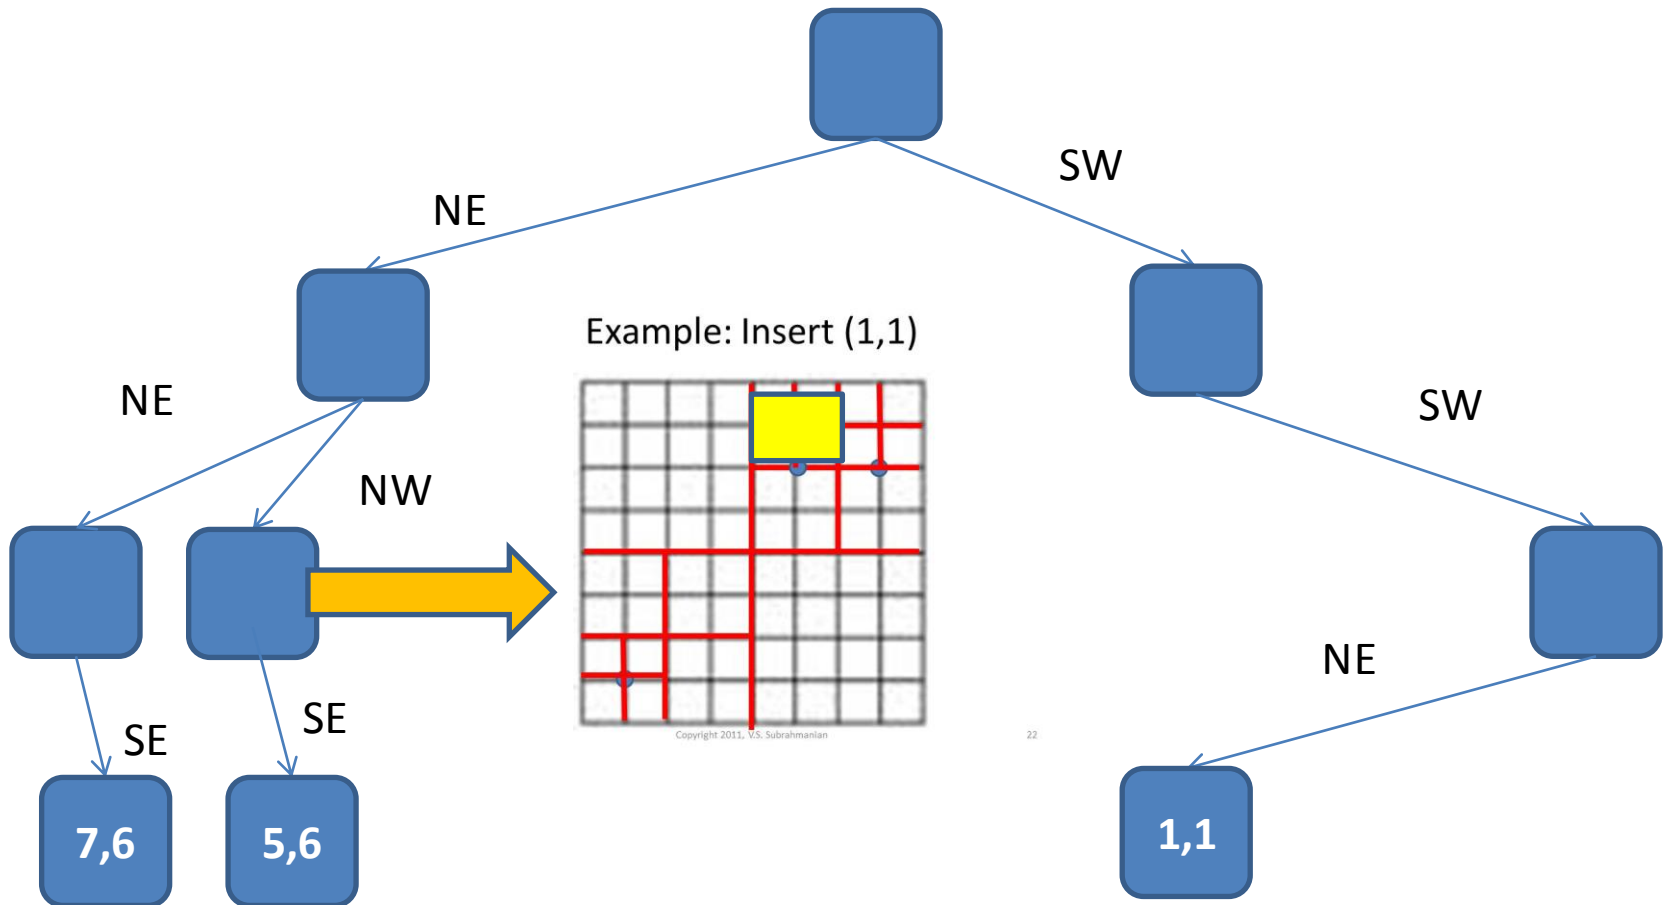 SW
NE
Example: Insert (1,1)
NE
SW
NW
NE
SE
SE
Copyright 2011, V.S. Subrahmanian
22
7,6
5,6
1,1